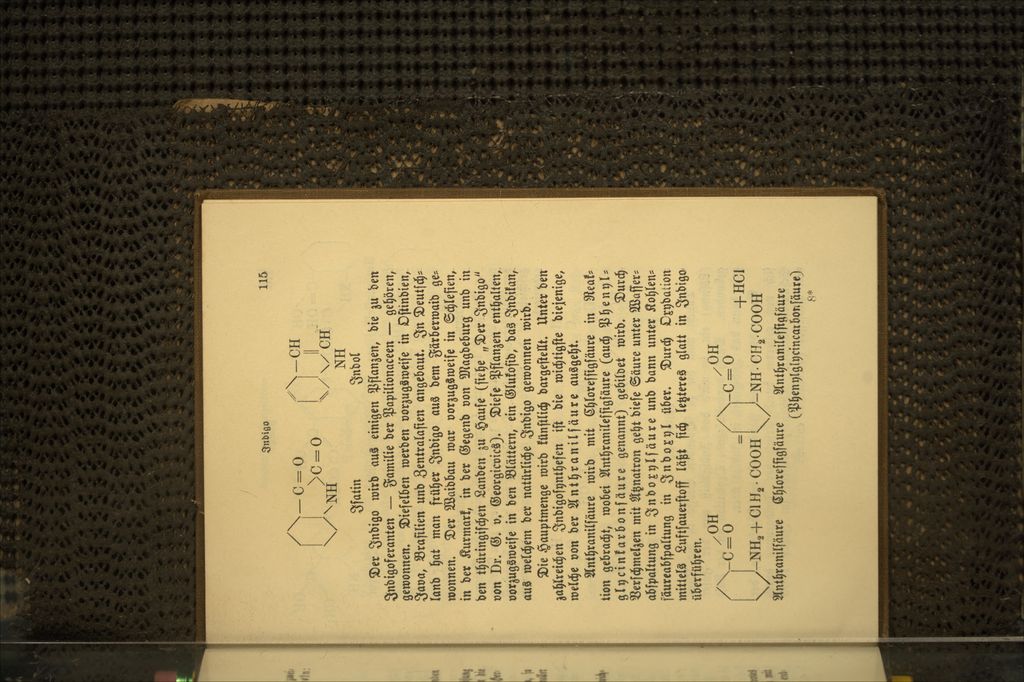 Indigo
115
C=O
C=O
NH
Isatin
CH
CH
NH
Indol
Der Indigo wird aus einigen Pflanzen, die zu den
Indigoferanten — Familie der Papilionaceen — gehören,
gewonnen. Dieselben werden vorzugsweise in Ostindien,
Java, Brasilien und Zentralasien angebaut. In Deutsch-
land hat man früher Indigo aus dem Färberwaid ge-
wonnen. Der Waidbau war vorzugsweise in Schlesien,
in der Kurmark, in der Gegend von Magdeburg und in
den thüringischen Landen zu Hause (siehe „Der Indigo“
von Dr. G. v. Georgievics). Diese Pflanzen enthalten,
vorzugsweise in den Blättern, ein Glukosid, das Indikan,
aus welchem der natürliche Indigo gewonnen wird.
Die Hauptmenge wird künstlich dargestellt. Unter den
zahlreichen Indigosynthesen ist die wichtigste diejenige,
welche von der Anthranilsäure ausgeht.
Anthranilsäure wird mit Chloressigsäure in Reak-
tion gebracht, wobei Anthranilessigsäure (auch Phenyl-
glycinkarbonsäure genannt) gebildet wird. Durch
Verschmelzen mit Ätznatron geht diese Säure unter Wasser-
abspaltung in Indoxylsäure und dann unter Kohlen-
säureabspaltung in Indoxyl über. Durch Oxydation
mittels Luftsauerstoff läßt sich letzteres glatt in Indigo
überführen.
OH
C=O
NH₂ + ClH₂·COOH
=
OH
C=O
NH·CH₂·COOH
+HCl
Anthranilsäure Chloressigsäure Anthranilessigsäure
(Phenylglycincarbonsäure)
8*